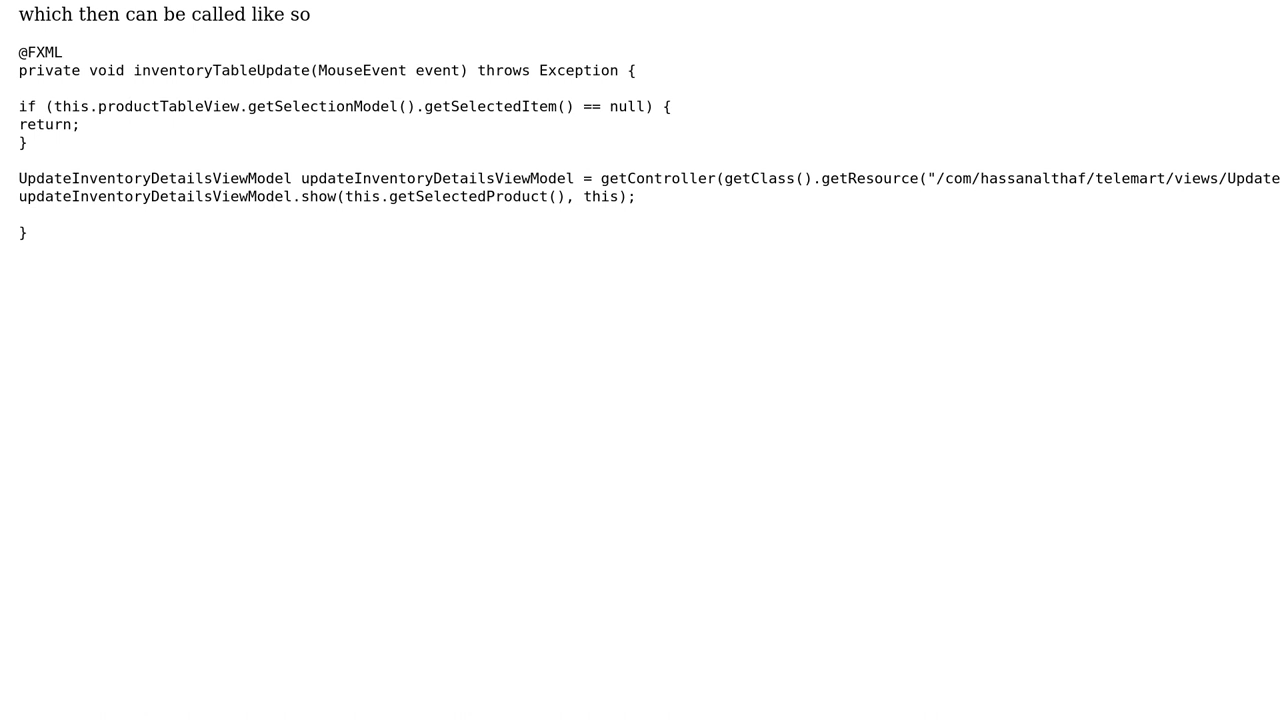 which then can be called like so
@FXML
private void inventoryTableUpdate(MouseEvent event) throws Exception {
if (this.productTableView.getSelectionModel().getSelectedItem() == null) {
return;
}
UpdateInventoryDetailsViewModel updateInventoryDetailsViewModel = getController(getClass().getResource("/com/hassanalthaf/telemart/views/Update
updateInventoryDetailsViewModel.show(this.getSelectedProduct(), this);
}